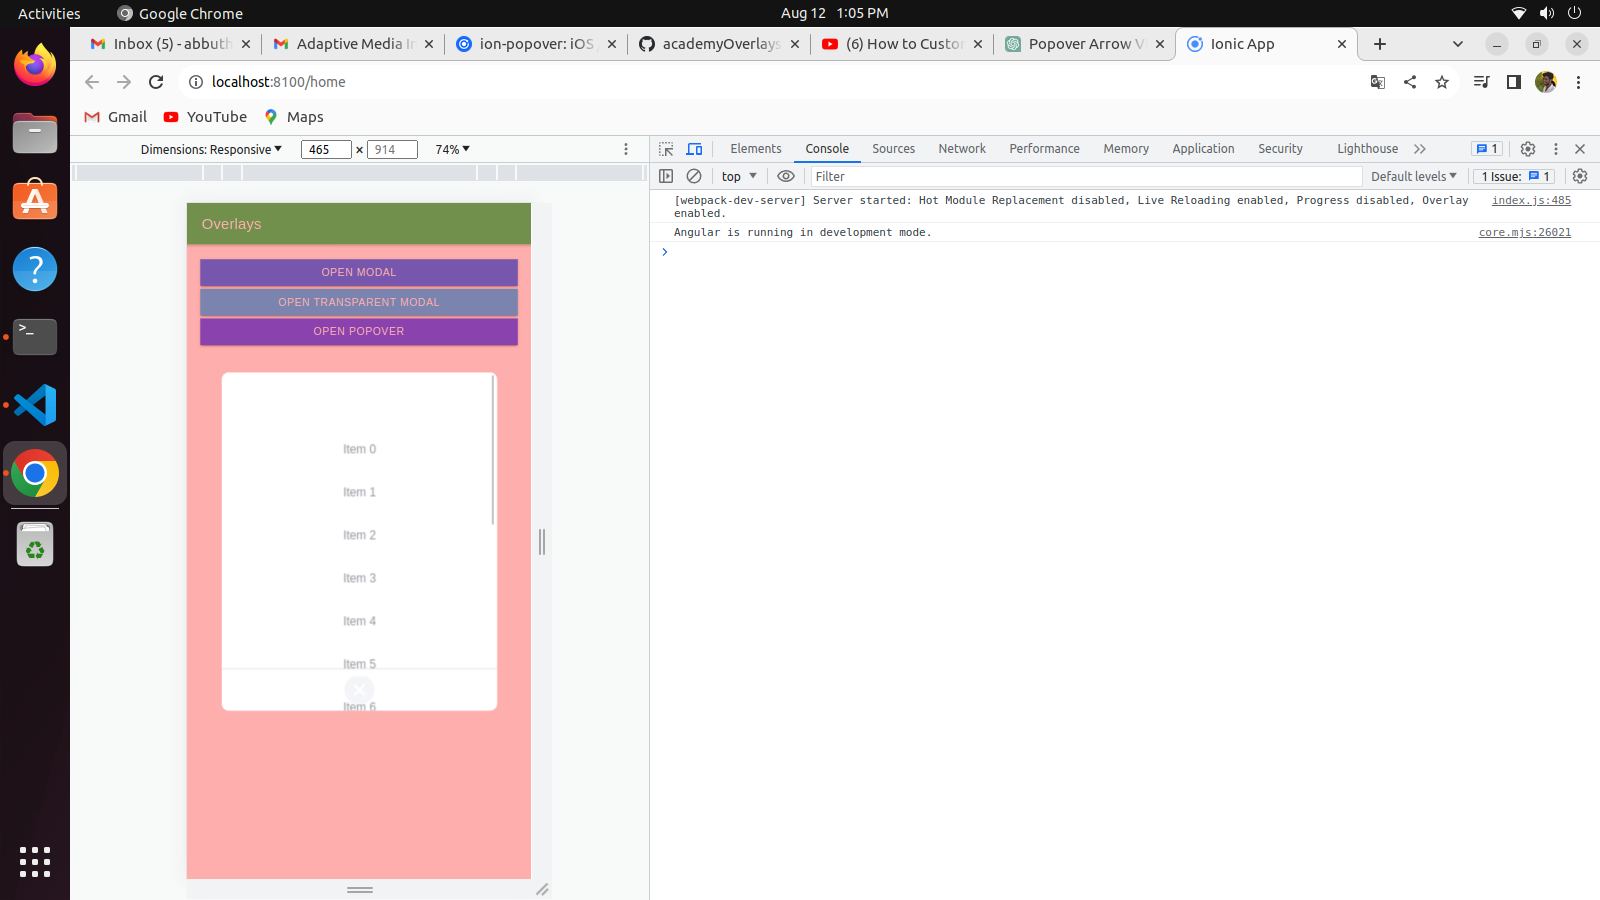 Activities
Google Chrome
Aug 12 1:05 PM
Inbox (5) - abbuth
Adaptive Media In
ion-popover: iOS
academyOverlays
(6) How to Custon
Popover Arrow V
Ionic App
localhost:8100/home
Gmail
YouTube
Maps
Dimensions: Responsive
465 × 914
74%
Elements
Console
Sources
Network
Performance
Memory
Application
Security
Lighthouse
1
top
Filter
Default levels
1 Issue: 1
[webpack-dev-server] Server started: Hot Module Replacement disabled, Live Reloading enabled, Progress disabled, Overlay
enabled.
index.js:485
Angular is running in development mode.
core.mjs:26021
Overlays
OPEN MODAL
OPEN TRANSPARENT MODAL
OPEN POPOVER
Item 0
Item 1
Item 2
Item 3
Item 4
Item 5
Item 6